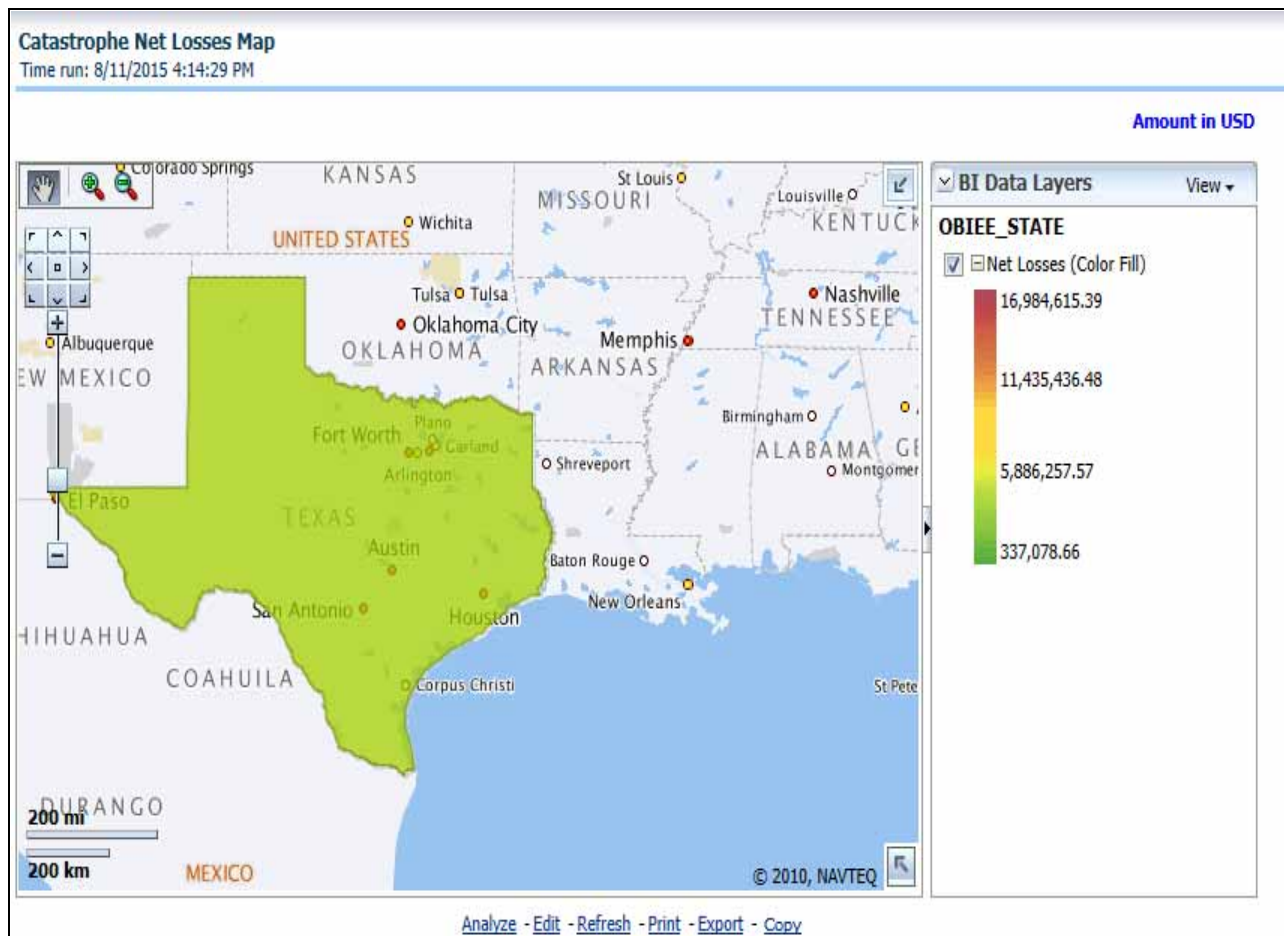 Catastrophe Net Losses Map
Time run: 8/11/2015 4:14:29 PM
Amount in USD
Colorado Springs
KANSAS
St Louis
MISSOURI
Louisville
KENTUCK
Wichita
UNITED STATES
Tulsa Tulsa
Nashville
Oklahoma City
TENNESSEE
Albuquerque
OKLAHOMA
Memphis
ARKANSAS
EW MEXICO
Plano
Birmingham
Fort Worth
Garland
ALABAMA GE
Shreveport
Montgomer
Arlington
El Paso
TEXAS
Austin
Baton Rouge
New Orleans
San Antonio
Houston
HIHUAHUA
COAHUILA
Corpus Christi
St Pete
DURANGO
200 mi
200 km
MEXICO
© 2010, NAVTEQ
BI Data Layers View
OBIEE_STATE
Net Losses (Color Fill)
16,984,615.39
11,435,436.48
5,886,257.57
337,078.66
Analyze - Edit - Refresh - Print - Export - Copy